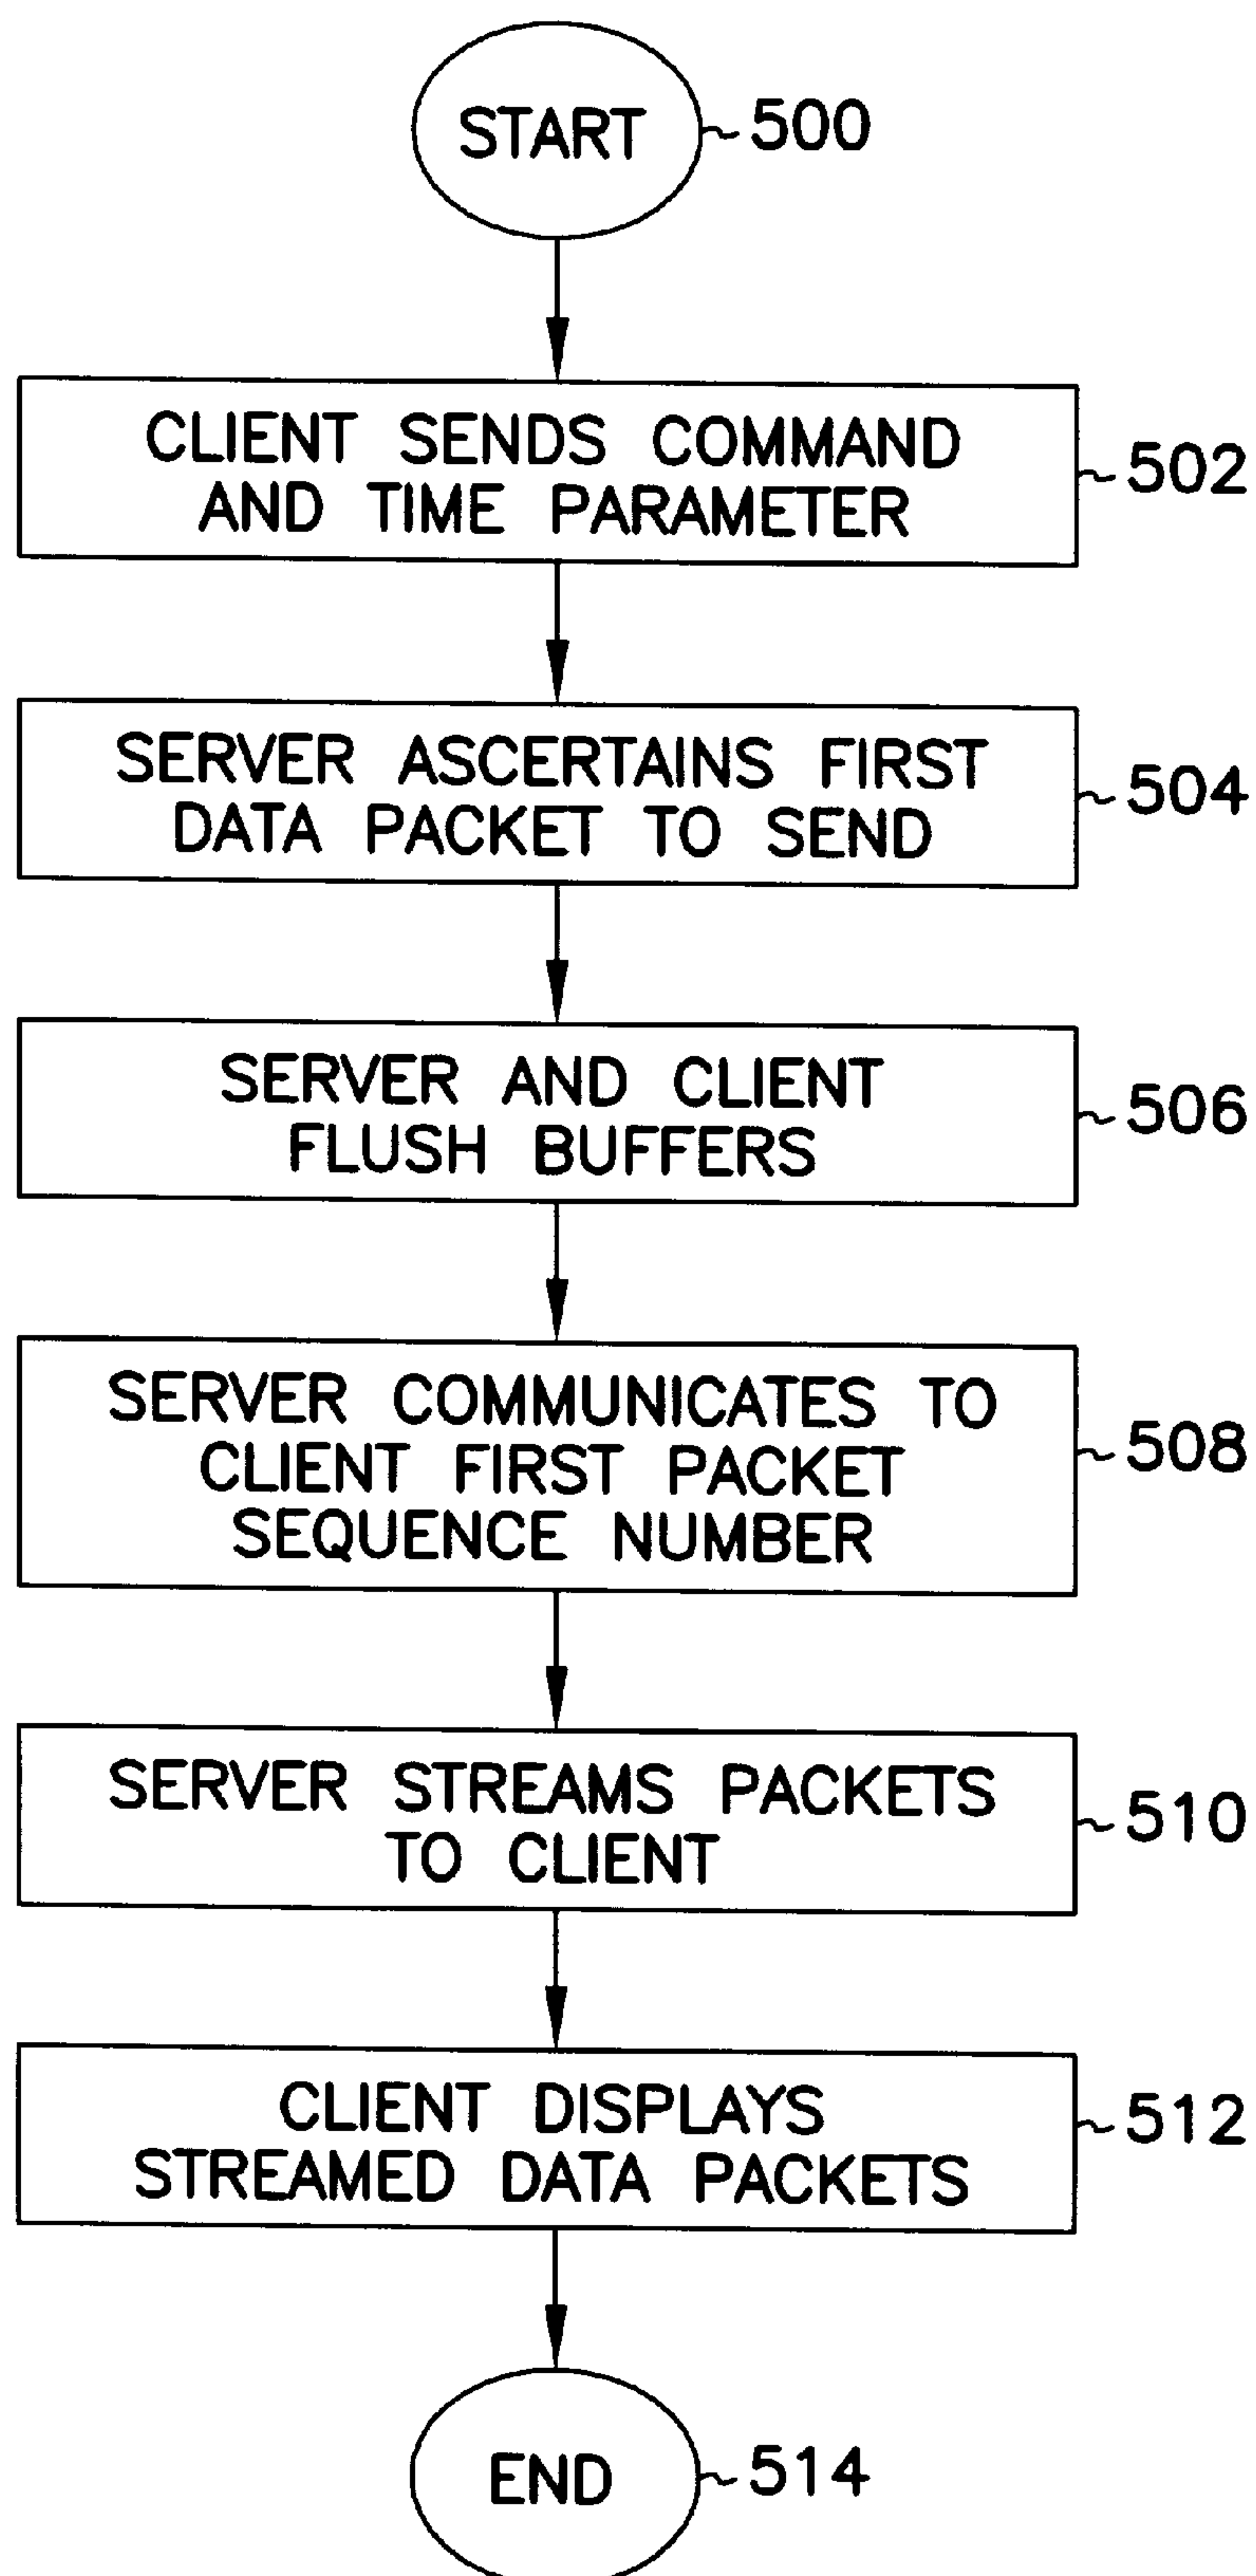 START
500
CLIENT SENDS COMMAND
AND TIME PARAMETER
502
SERVER ASCERTAINS FIRST
DATA PACKET TO SEND
504
SERVER AND CLIENT
FLUSH BUFFERS
506
SERVER COMMUNICATES TO
CLIENT FIRST PACKET
SEQUENCE NUMBER
508
SERVER STREAMS PACKETS
TO CLIENT
510
CLIENT DISPLAYS
STREAMED DATA PACKETS
512
END
514